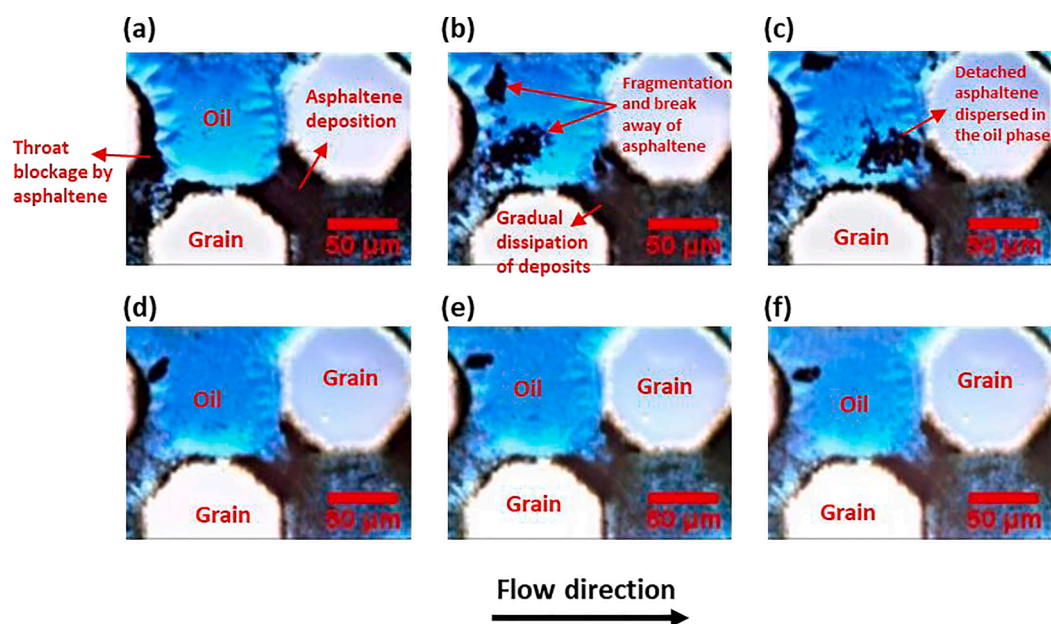 (a)
(b)
(c)
Oil
Asphaltene
deposition
Throat
blockage by
asphaltene
Grain
50 µm
Fragmentation
and break
away of
asphaltene
Gradual
dissipation
of deposits
50 µm
Detached
asphaltene
dispersed in
the oil phase
Grain
50 µm
(d)
(e)
(f)
Oil
Grain
Grain
50 µm
Oil
Grain
Grain
50 µm
Oil
Grain
Grain
50 µm
Flow direction